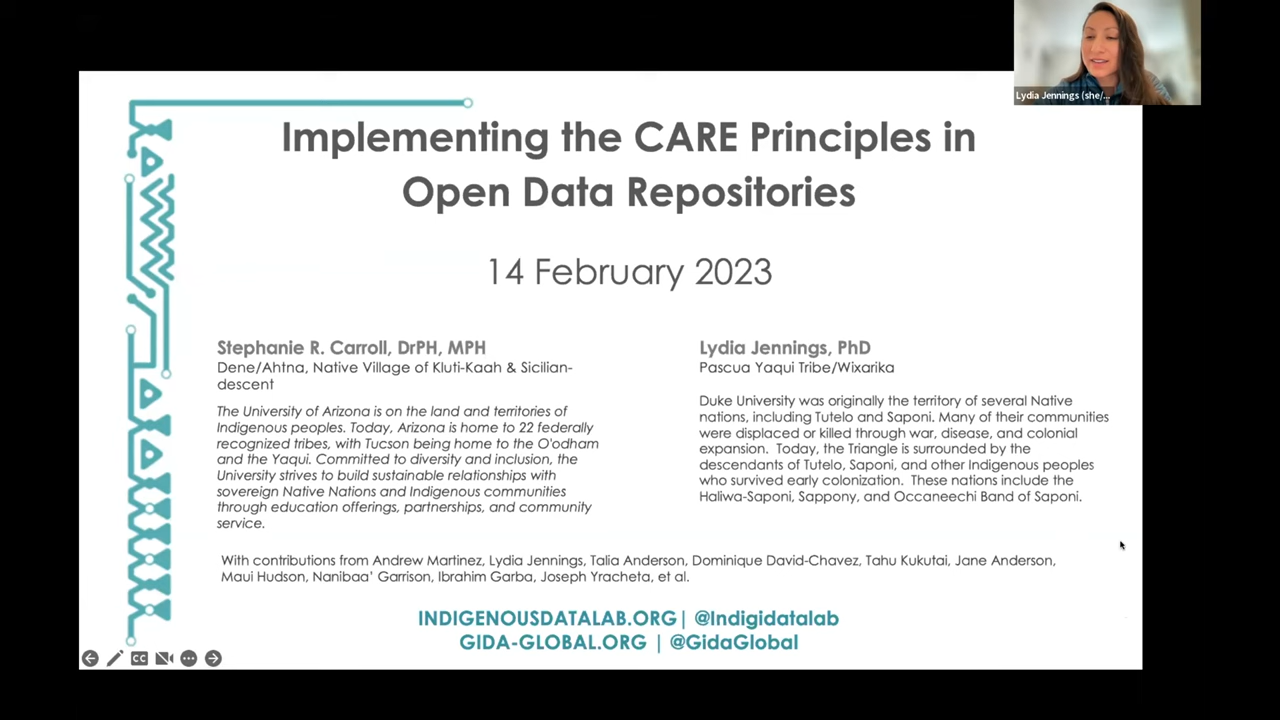 Lydia Jennings (she/...
Implementing the CARE Principles in
Open Data Repositories
14 February 2023
Stephanie R. Carroll, DrPH, MPH
Dene/Ahtna, Native Village of Kluti-Kaah & Sicilian-
descent
The University of Arizona is on the land and territories of
Indigenous peoples. Today, Arizona is home to 22 federally
recognized tribes, with Tucson being home to the O'odham
and the Yaqui. Committed to diversity and inclusion, the
University strives to build sustainable relationships with
sovereign Native Nations and Indigenous communities
through education offerings, partnerships, and community
service.
Lydia Jennings, PhD
Pascua Yaqui Tribe/Wixarika
Duke University was originally the territory of several Native
nations, including Tutelo and Saponi. Many of their communities
were displaced or killed through war, disease, and colonial
expansion.  Today, the Triangle is surrounded by the
descendants of Tutelo, Saponi, and other Indigenous peoples
who survived early colonization.  These nations include the
Haliwa-Saponi, Sappony, and Occaneechi Band of Saponi.
With contributions from Andrew Martinez, Lydia Jennings, Talia Anderson, Dominique David-Chavez, Tahu Kukutai, Jane Anderson,
Maui Hudson, Nanibaa’ Garrison, Ibrahim Garba, Joseph Yracheta, et al.
INDIGENOUSDATALAB.ORG| @Indigidatalab
GIDA-GLOBAL.ORG | @GidaGlobal
CC